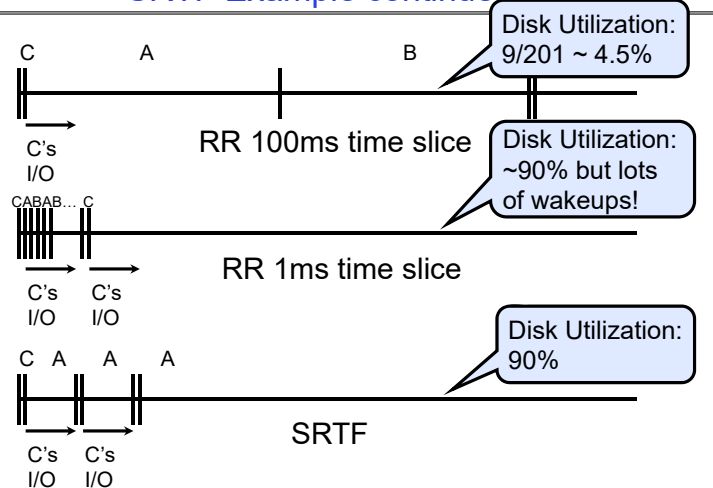 Disk Utilization:
9/201 ~ 4.5%
C A B
C's
I/O
RR 100ms time slice
Disk Utilization:
~90% but lots
of wakeups!
CABAB... C
C's C's
I/O I/O
RR 1ms time slice
Disk Utilization:
90%
C A A A
C's C's
I/O I/O
SRTF